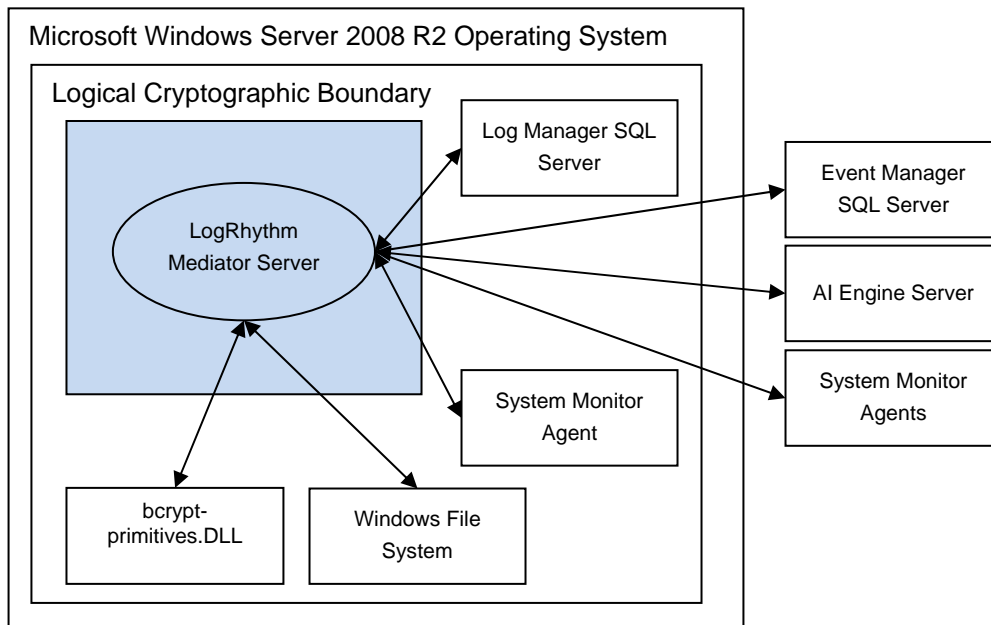 Microsoft Windows Server 2008 R2 Operating System
Logical Cryptographic Boundary
Log Manager SQL
Server
Event Manager
SQL Server
LogRhythm
Mediator Server
AI Engine Server
System Monitor
Agent
System Monitor
Agents
bcrypt-
primitives.DLL
Windows File
System